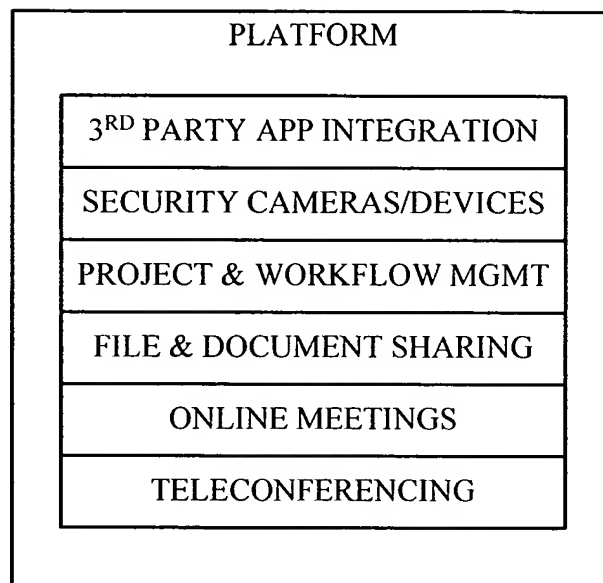 PLATFORM
3RD PARTY APP INTEGRATION
SECURITY CAMERAS/DEVICES
PROJECT & WORKFLOW MGMT
FILE & DOCUMENT SHARING
ONLINE MEETINGS
TELECONFERENCING